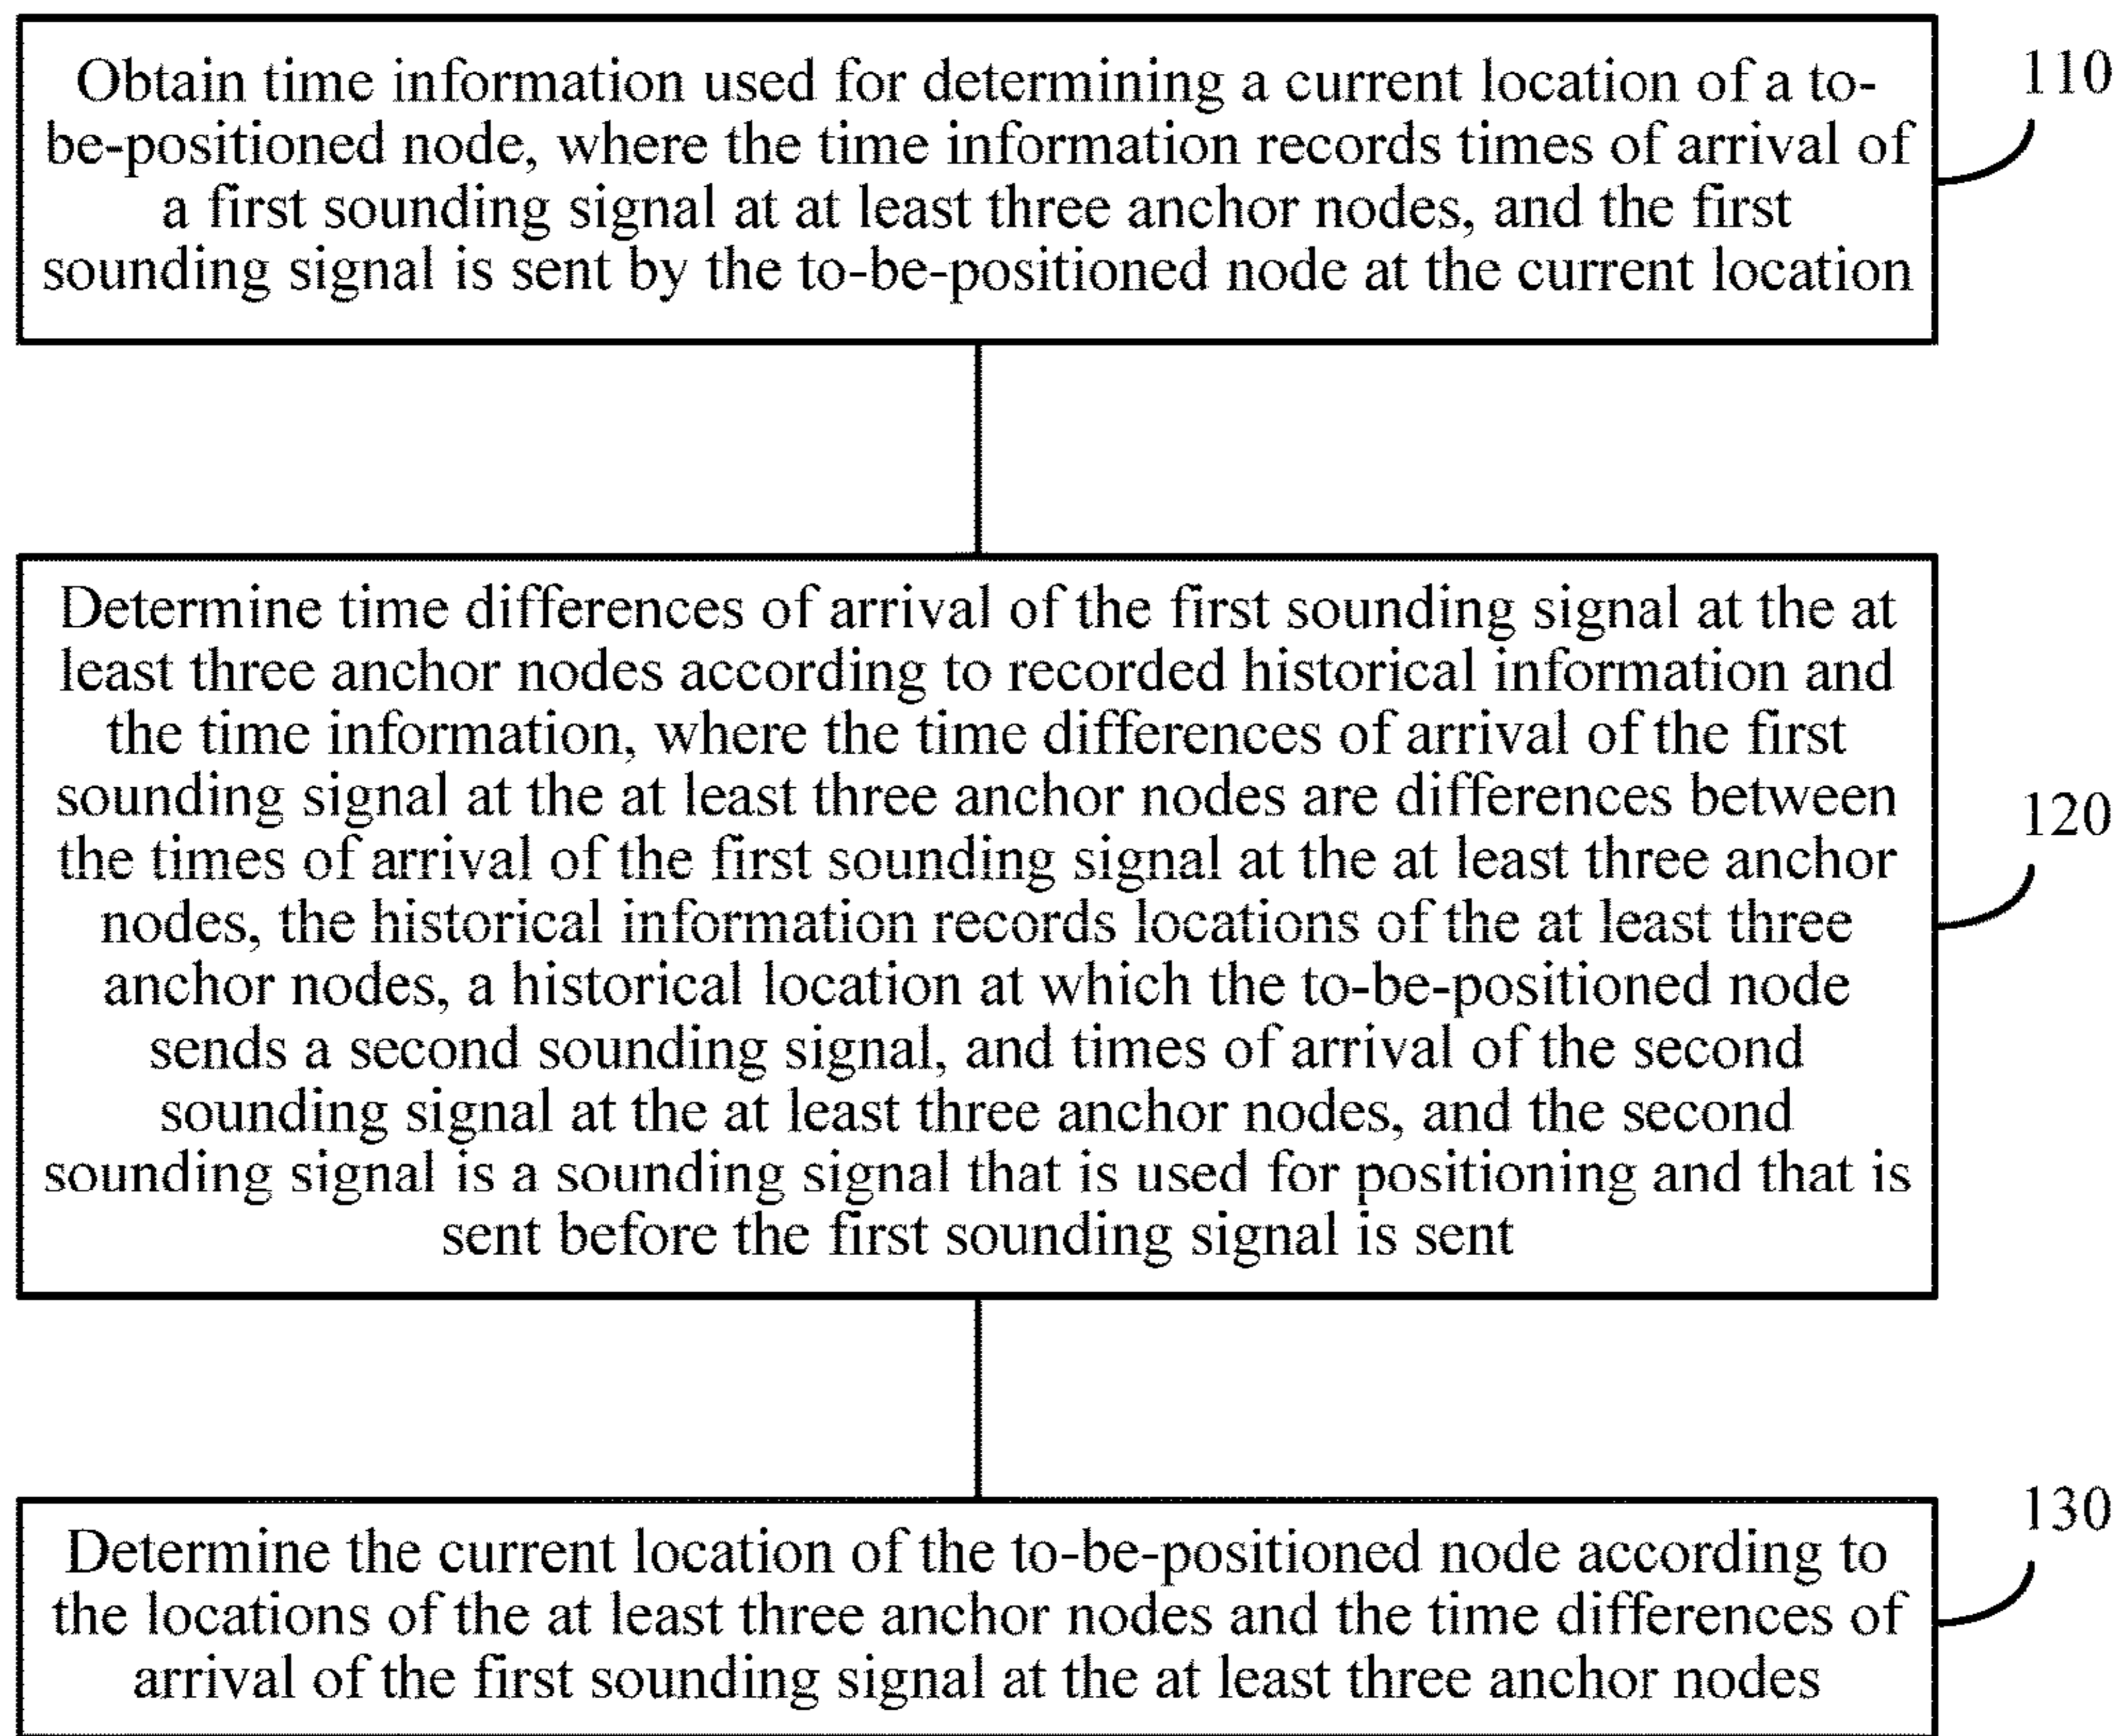 Obtain time information used for determining a current location of a to-
be-positioned node, where the time information records times of arrival of
a first sounding signal at at least three anchor nodes, and the first
sounding signal is sent by the to-be-positioned node at the current location
110
Determine time differences of arrival of the first sounding signal at the at
least three anchor nodes according to recorded historical information and
the time information, where the time differences of arrival of the first
sounding signal at the at least three anchor nodes are differences between
the times of arrival of the first sounding signal at the at least three anchor
nodes, the historical information records locations of the at least three
anchor nodes, a historical location at which the to-be-positioned node
sends a second sounding signal, and times of arrival of the second
sounding signal at the at least three anchor nodes, and the second
sounding signal is a sounding signal that is used for positioning and that is
sent before the first sounding signal is sent
120
Determine the current location of the to-be-positioned node according to
the locations of the at least three anchor nodes and the time differences of
arrival of the first sounding signal at the at least three anchor nodes
130